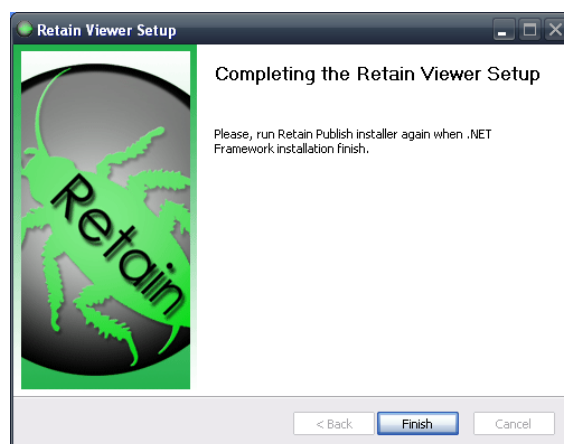 Retain Viewer Setup
Completing the Retain Viewer Setup
Please, run Retain Publish installer again when .NET
Framework installation finish.
Retain
< Back
Finish
Cancel